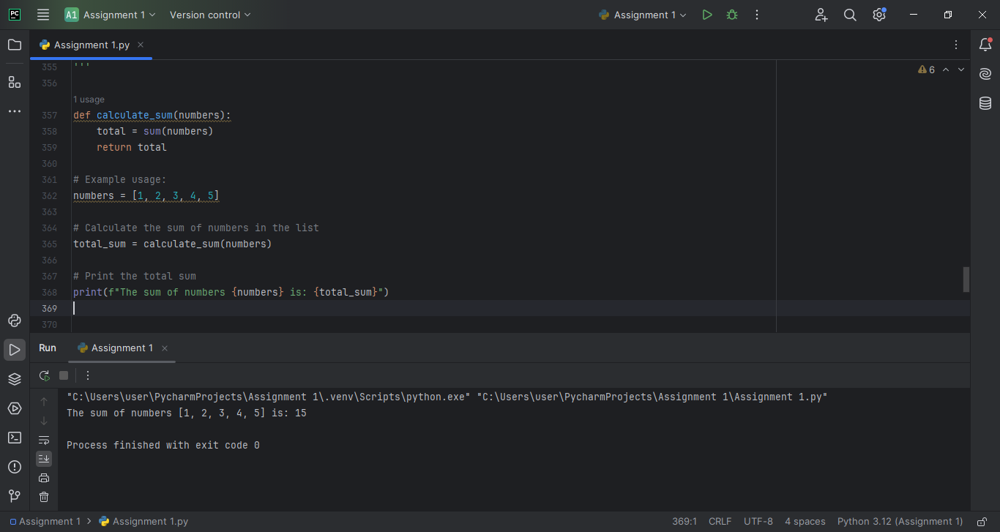 PC A1 Assignment 1 Version control Assignment 1
Assignment 1.py
355 '''
6
356
1 usage
357 def calculate_sum(numbers):
358     total = sum(numbers)
359     return total
360
361 # Example usage:
362 numbers = [1, 2, 3, 4, 5]
363
364 # Calculate the sum of numbers in the list
365 total_sum = calculate_sum(numbers)
366
367 # Print the total sum
368 print(f"The sum of numbers {numbers} is: {total_sum}")
369
370
Run Assignment 1
"C:\Users\user\PycharmProjects\Assignment 1\.venv\Scripts\python.exe" "C:\Users\user\PycharmProjects\Assignment 1\Assignment 1.py"
The sum of numbers [1, 2, 3, 4, 5] is: 15
Process finished with exit code 0
Assignment 1 > Assignment 1.py 369:1 CRLF UTF-8 4 spaces Python 3.12 (Assignment 1)